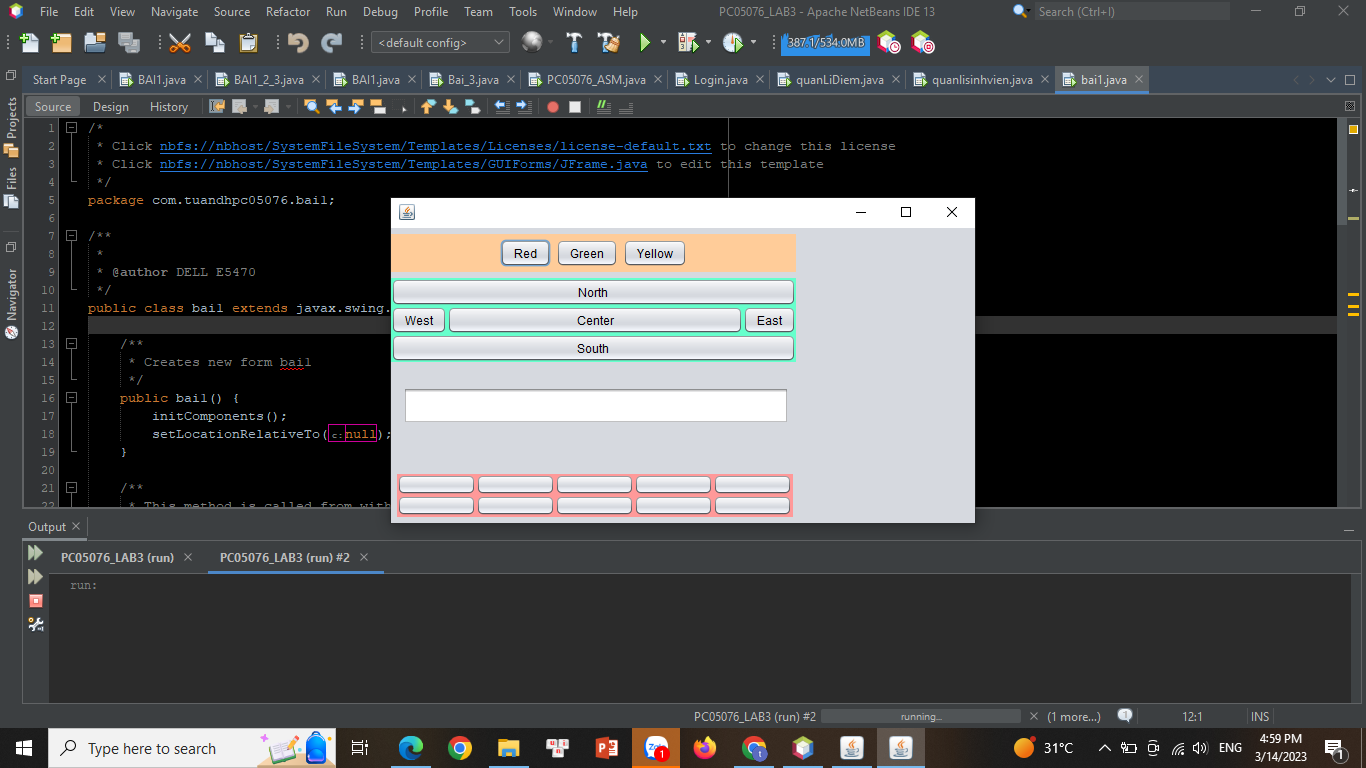 File Edit View Navigate Source Refactor Run Debug Profile Team Tools Window Help
PC05076_LAB3 - Apache NetBeans IDE 13
Search (Ctrl+I)
<default config>
387.1/534.0MB
Start Page
BAI1.java
BAI1_2_3.java
BAI1.java
Bai_3.java
PC05076_ASM.java
Login.java
quanLiDiem.java
quanlisinhvien.java
bai1.java
Source Design History
Projects
Files
Navigator
1 /*
2 * Click nbfs://nbhost/SystemFileSystem/Templates/Licenses/license-default.txt to change this license
3 * Click nbfs://nbhost/SystemFileSystem/Templates/GUIForms/JFrame.java to edit this template
4 */
5 package com.tuandhpc05076.bai1;
6
7 /**
8 *
9 * @author DELL E5470
10 */
11 public class bai1 extends javax.swing.
12
13 /**
14 * Creates new form bai1
15 */
16 public bai1() {
17 initComponents();
18 setLocationRelativeTo(c:null);
19 }
20
21 /**
22 * This method is called from with
Red Green Yellow
North
West Center East
South
Output
PC05076_LAB3 (run)
PC05076_LAB3 (run) #2
run:
PC05076_LAB3 (run) #2 running... (1 more...) 1 12:1 INS
Type here to search
1
31°C
ENG
4:59 PM
3/14/2023
1